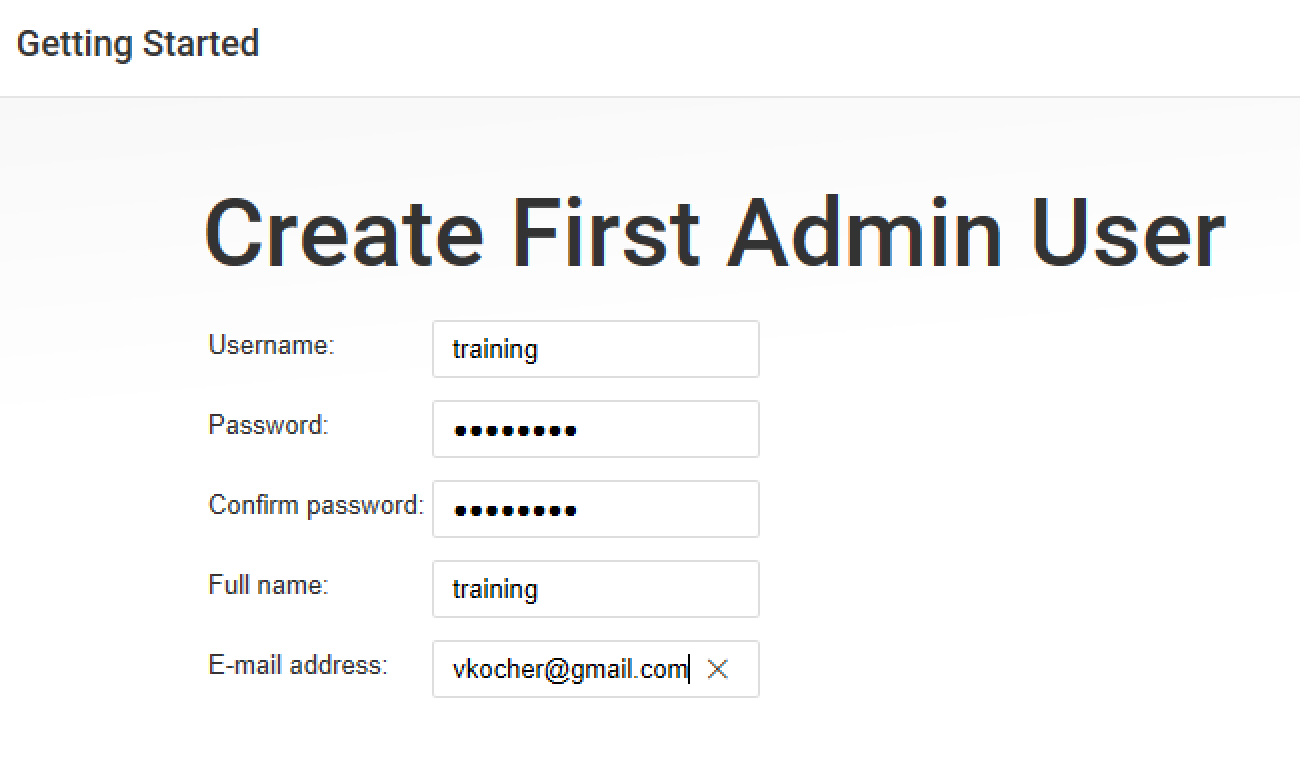 Getting Started
Create First Admin User
Username: training
Password: ••••••••
Confirm password: ••••••••
Full name: training
E-mail address: vkocher@gmail.com